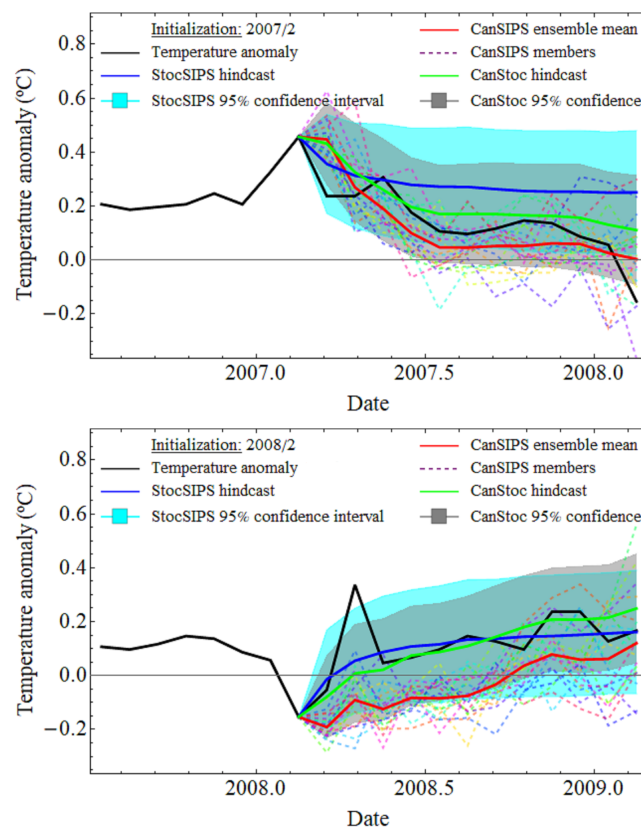 Initialization: 2007/2
Temperature anomaly
StocSIPS hindcast
StocSIPS 95% confidence interval
CanSIPS ensemble mean
CanSIPS members
CanStoc hindcast
CanStoc 95% confidence
Temperature anomaly (ºC)
0.8
0.6
0.4
0.2
0.0
−0.2
2007.0
2007.5
2008.0
Date
Initialization: 2008/2
Temperature anomaly
StocSIPS hindcast
StocSIPS 95% confidence interval
CanSIPS ensemble mean
CanSIPS members
CanStoc hindcast
CanStoc 95% confidence
Temperature anomaly (ºC)
0.8
0.6
0.4
0.2
0.0
−0.2
2008.0
2008.5
2009.0
Date